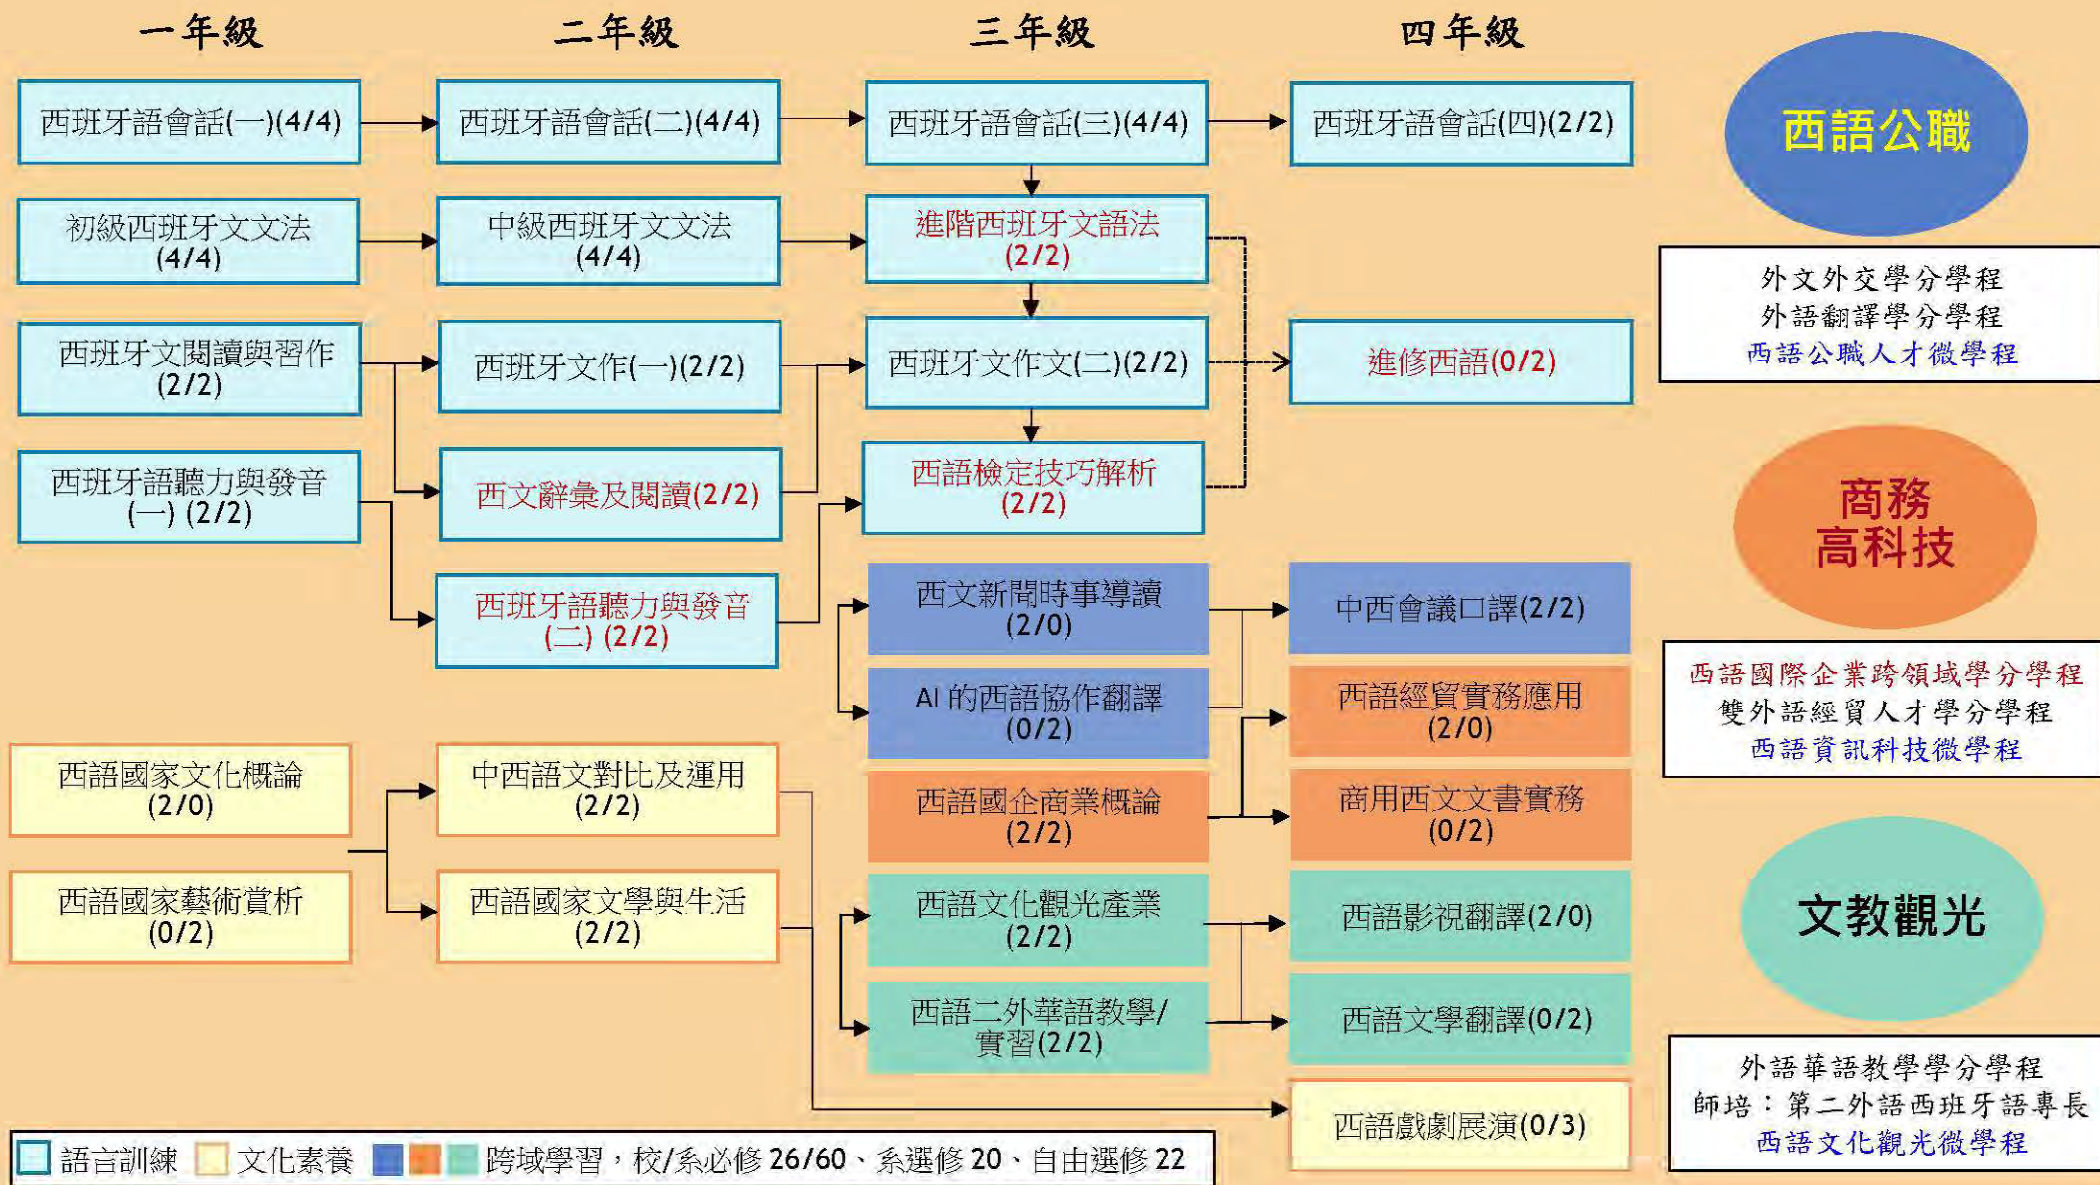 一年級
二年級
三年級
四年級
西班牙語會話(一)(4/4)
西班牙語會話(二)(4/4)
西班牙語會話(三)(4/4)
西班牙語會話(四)(2/2)
初級西班牙文文法
(4/4)
中級西班牙文文法
(4/4)
進階西班牙文語法
(2/2)
西班牙文閱讀與習作
(2/2)
西班牙文作(一)(2/2)
西班牙文作文(二)(2/2)
進修西語(0/2)
西班牙語聽力與發音
(一) (2/2)
西文辭彙及閱讀(2/2)
西語檢定技巧解析
(2/2)
西班牙語聽力與發音
(二) (2/2)
西文新聞時事導讀
(2/0)
中西會議口譯(2/2)
AI 的西語協作翻譯
(0/2)
西語經貿實務應用
(2/0)
西語國家文化概論
(2/0)
中西語文對比及運用
(2/2)
西語國企商業概論
(2/2)
商用西文文書實務
(0/2)
西語國家藝術賞析
(0/2)
西語國家文學與生活
(2/2)
西語文化觀光產業
(2/2)
西語影視翻譯(2/0)
西語二外華語教學/
實習(2/2)
西語文學翻譯(0/2)
西語戲劇展演(0/3)
西語公職
外文外交學分學程
外語翻譯學分學程
西語公職人才微學程
商務
高科技
西語國際企業跨領域學分學程
雙外語經貿人才學分學程
西語資訊科技微學程
文教觀光
外語華語教學學分學程
師培：第二外語西班牙語專長
西語文化觀光微學程
語言訓練 文化素養 跨域學習，校/系必修 26/60、系選修 20、自由選修 22